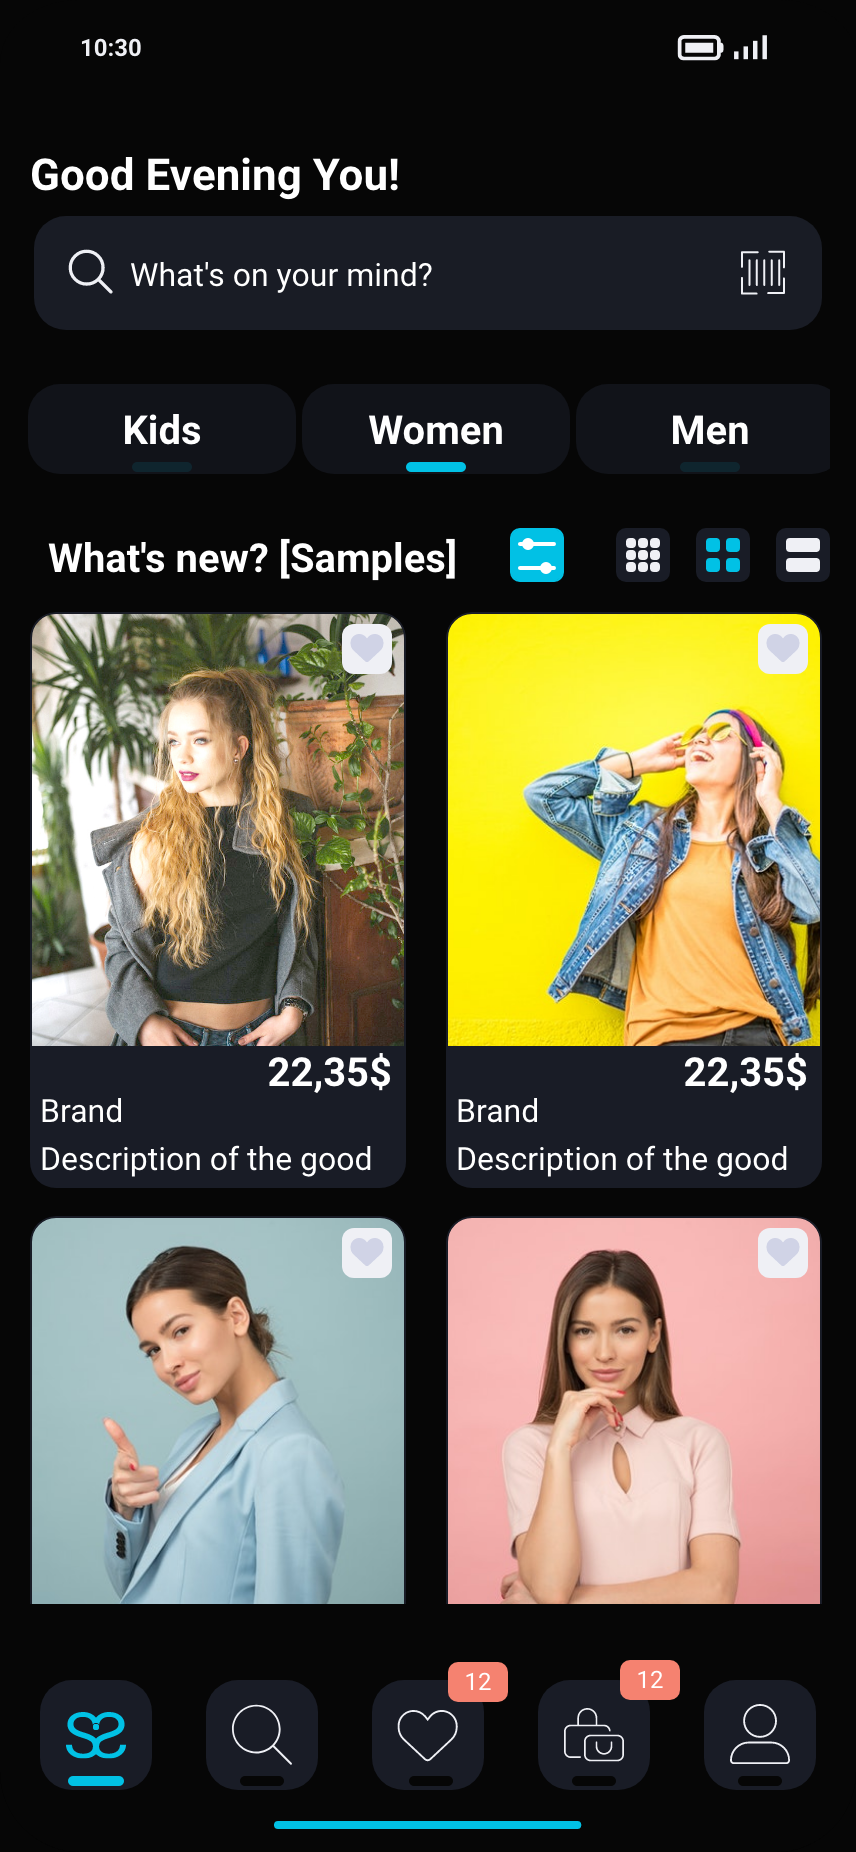 10:30
Good Evening You!
What's on your mind?
Kids Women Men
What's new? [Samples]
22,35$
Brand
Description of the good
22,35$
Brand
Description of the good
12
12